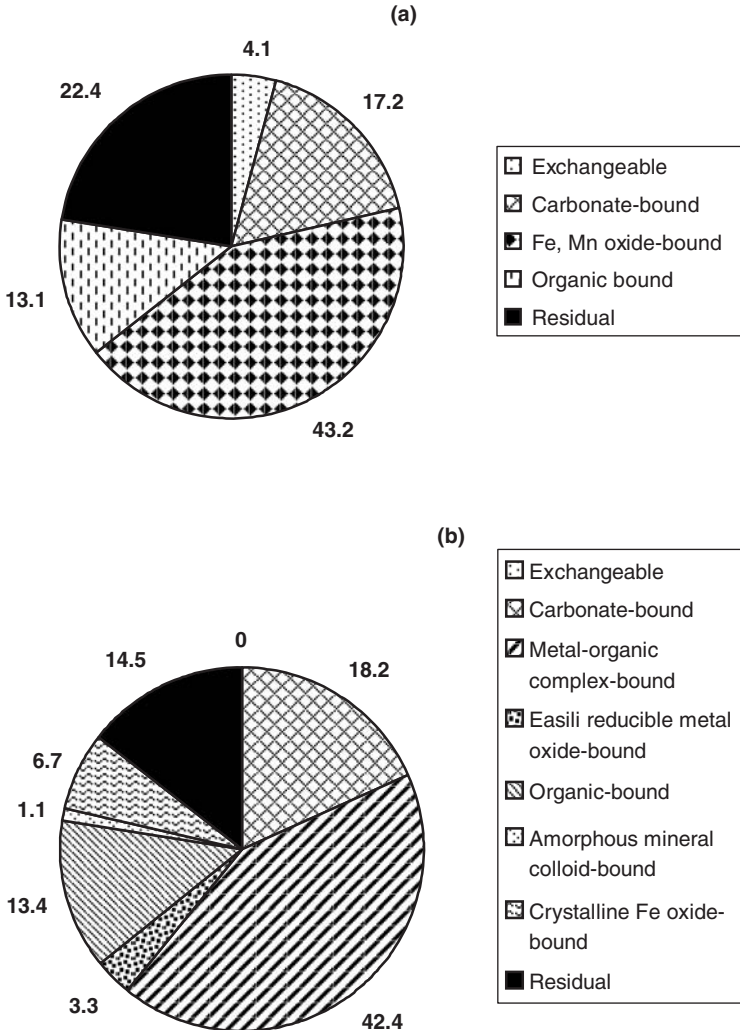 (a)
4.1
17.2
22.4
13.1
43.2
Exchangeable
Carbonate-bound
Fe, Mn oxide-bound
Organic bound
Residual
(b)
0
18.2
14.5
6.7
1.1
13.4
3.3
42.4
Exchangeable
Carbonate-bound
Metal-organic
complex-bound
Easili reducible metal
oxide-bound
Organic-bound
Amorphous mineral
colloid-bound
Crystalline Fe oxide-
bound
Residual